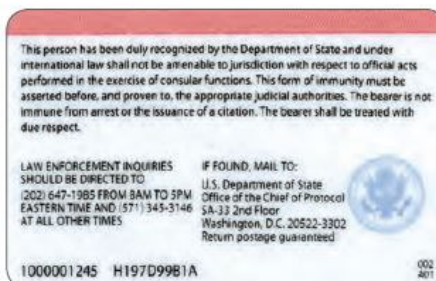 This person has been duly recognized by the Department of State and under
international law shall not be amenable to jurisdiction with respect to official acts
performed in the exercise of consular functions. This form of immunity must be
asserted before, and proven to, the appropriate judicial authorities. The bearer is not
immune from arrest or the issuance of a citation. The bearer shall be treated with
due respect.
LAW ENFORCEMENT INQUIRIES
SHOULD BE DIRECTED TO
(202) 647-1985 FROM 8AM TO 5PM
EASTERN TIME AND (571) 345-3146
AT ALL OTHER TIMES
IF FOUND, MAIL TO:
U.S. Department of State
Office of the Chief of Protocol
SA-33 2nd Floor
Washington, D.C. 20522-3302
Return postage guaranteed
1000001245 H197D99B1A
002
A01